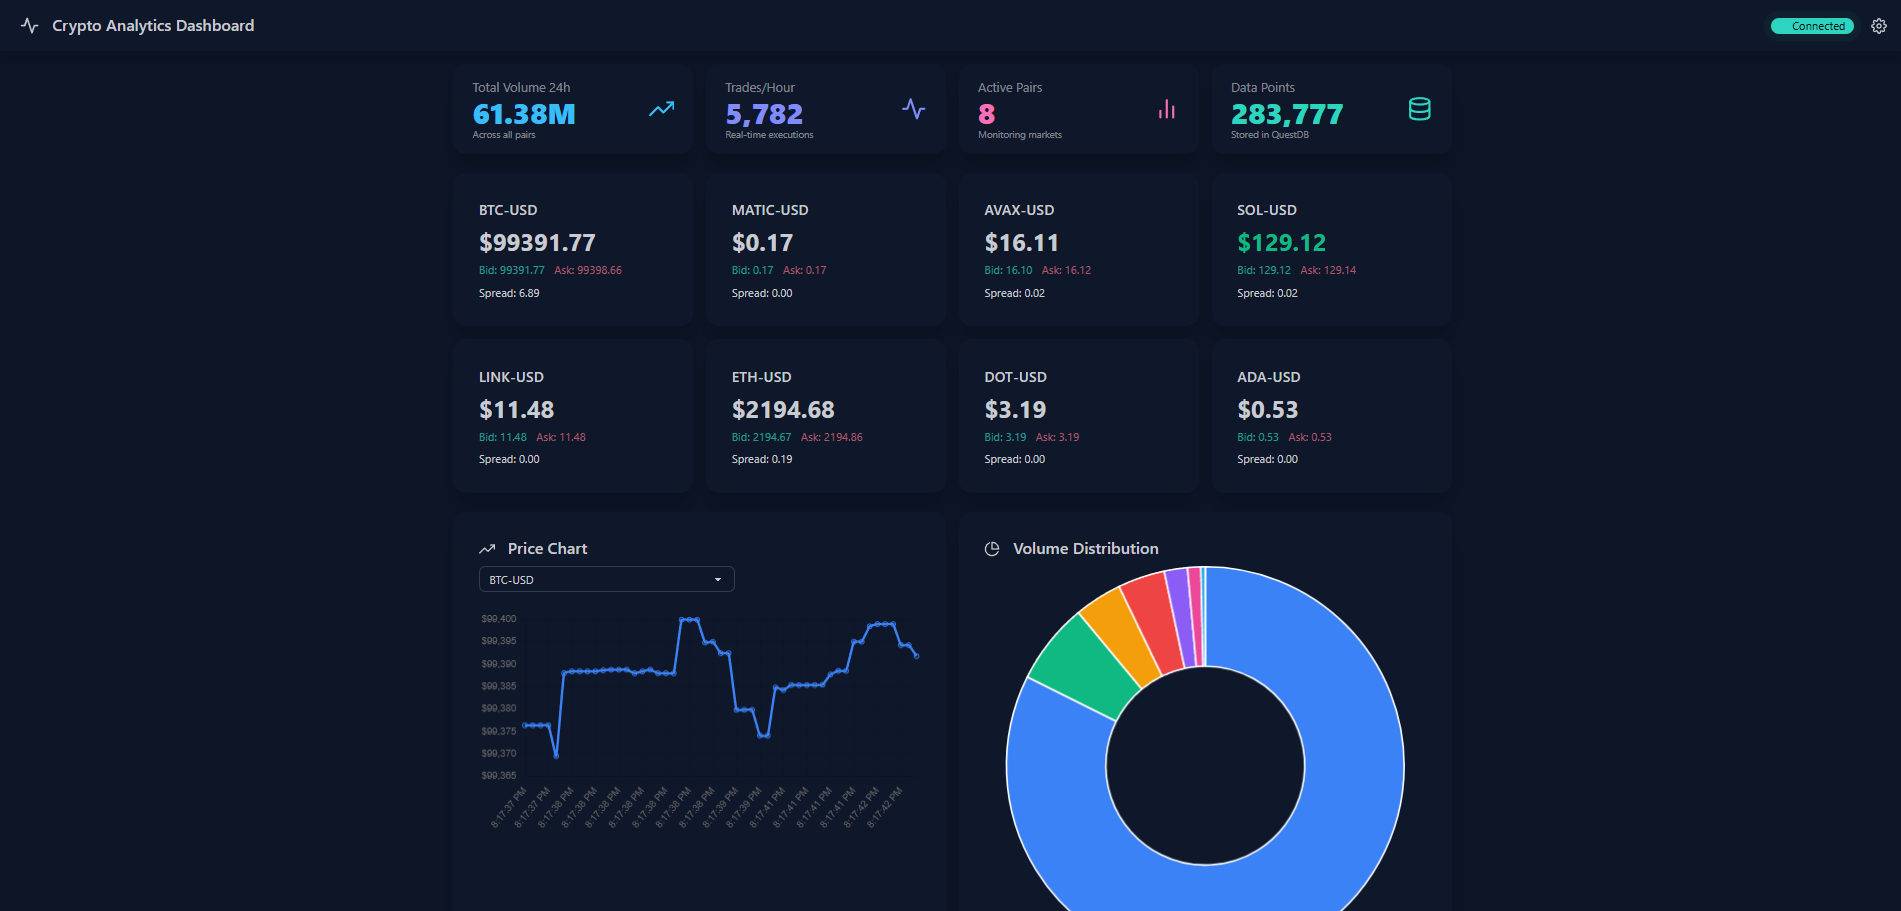 Crypto Analytics Dashboard
Connected
Total Volume 24h
61.38M
Across all pairs
Trades/Hour
5,782
Real-time executions
Active Pairs
8
Monitoring markets
Data Points
283,777
Stored in QuestDB
BTC-USD
$99391.77
Bid: 99391.77 Ask: 99398.66
Spread: 6.89
MATIC-USD
$0.17
Bid: 0.17 Ask: 0.17
Spread: 0.00
AVAX-USD
$16.11
Bid: 16.10 Ask: 16.12
Spread: 0.02
SOL-USD
$129.12
Bid: 129.12 Ask: 129.14
Spread: 0.02
LINK-USD
$11.48
Bid: 11.48 Ask: 11.48
Spread: 0.00
ETH-USD
$2194.68
Bid: 2194.67 Ask: 2194.86
Spread: 0.19
DOT-USD
$3.19
Bid: 3.19 Ask: 3.19
Spread: 0.00
ADA-USD
$0.53
Bid: 0.53 Ask: 0.53
Spread: 0.00
Price Chart
BTC-USD
$99,400
$99,395
$99,390
$99,385
$99,380
$99,375
$99,370
$99,365
8:17:37 PM
8:17:37 PM
8:17:38 PM
8:17:38 PM
8:17:38 PM
8:17:38 PM
8:17:38 PM
8:17:38 PM
8:17:38 PM
8:17:39 PM
8:17:39 PM
8:17:41 PM
8:17:41 PM
8:17:41 PM
8:17:41 PM
8:17:42 PM
8:17:42 PM
Volume Distribution